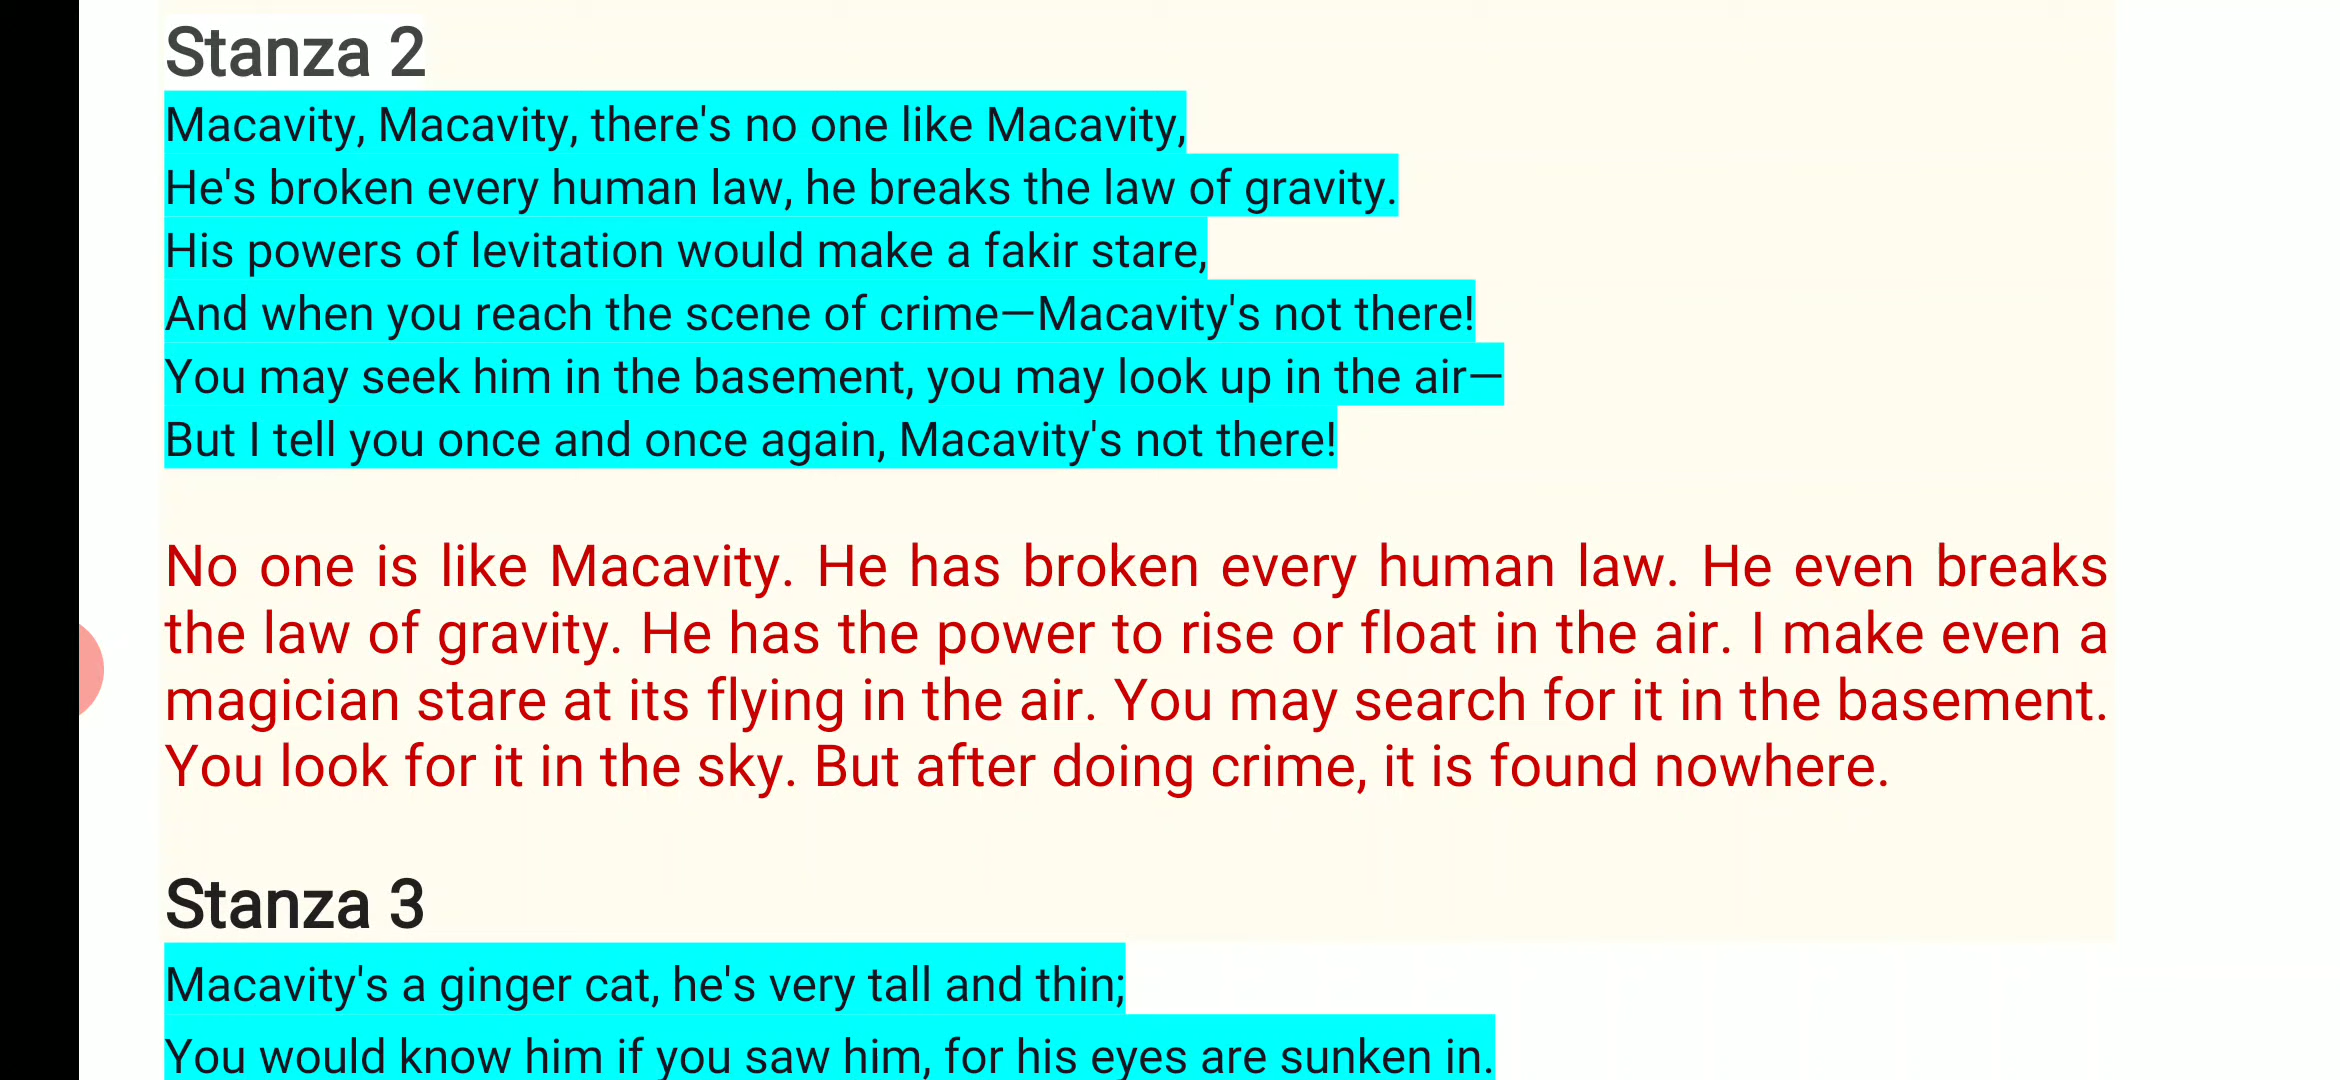 Stanza 2
Macavity, Macavity, there's no one like Macavity,
He's broken every human law, he breaks the law of gravity.
His powers of levitation would make a fakir stare,
And when you reach the scene of crime—Macavity's not there!
You may seek him in the basement, you may look up in the air—
But I tell you once and once again, Macavity's not there!
No one is like Macavity. He has broken every human law. He even breaks
the law of gravity. He has the power to rise or float in the air. I make even a
magician stare at its flying in the air. You may search for it in the basement.
You look for it in the sky. But after doing crime, it is found nowhere.
Stanza 3
Macavity's a ginger cat, he's very tall and thin;
You would know him if you saw him, for his eyes are sunken in.